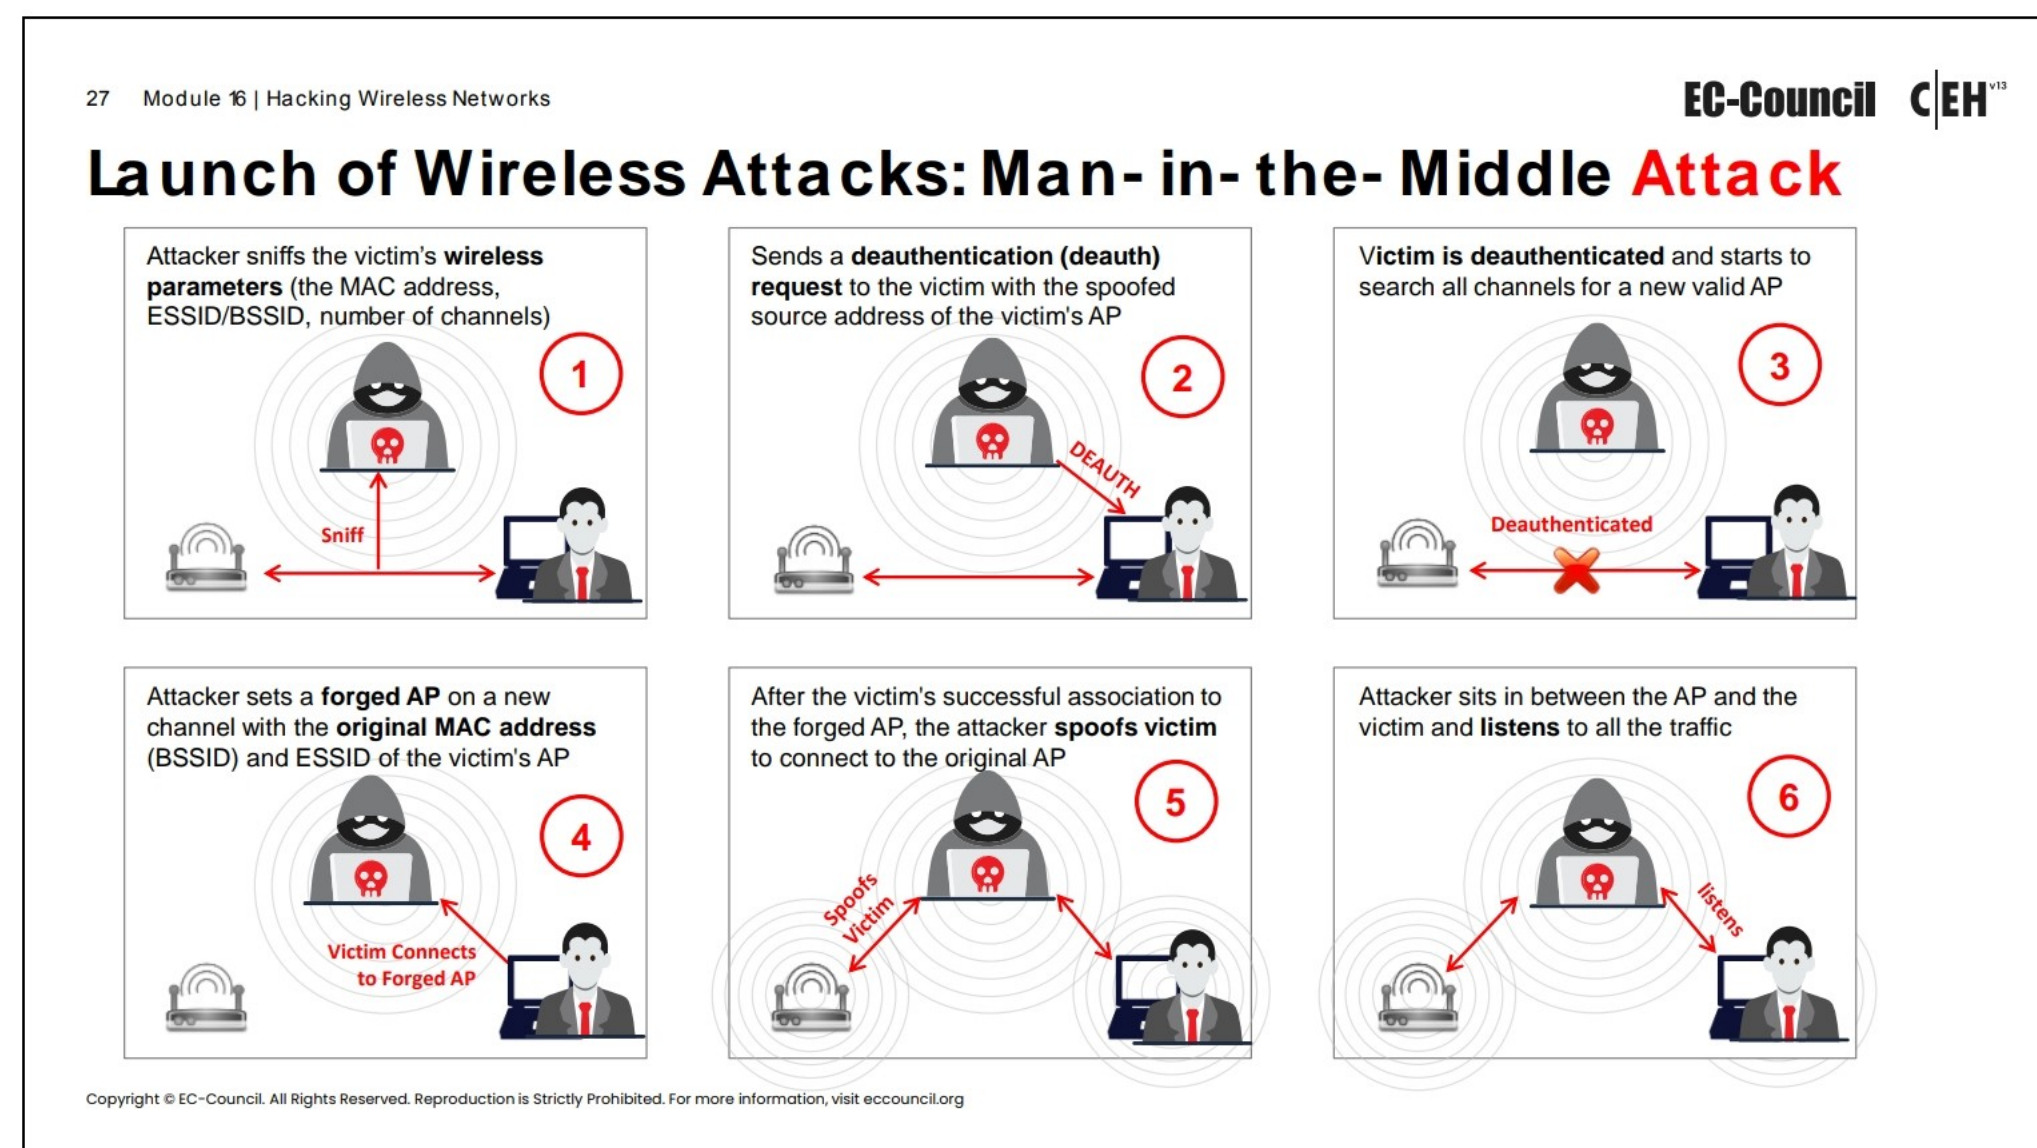 27 Module 16 | Hacking Wireless Networks
EC-Council C|EH v13
Launch of Wireless Attacks: Man- in- the- Middle Attack
Attacker sniffs the victim's wireless
parameters (the MAC address,
ESSID/BSSID, number of channels)
1
Sniff
Sends a deauthentication (deauth)
request to the victim with the spoofed
source address of the victim's AP
2
DEAUTH
Victim is deauthenticated and starts to
search all channels for a new valid AP
3
Deauthenticated
Attacker sets a forged AP on a new
channel with the original MAC address
(BSSID) and ESSID of the victim's AP
4
Victim Connects
to Forged AP
After the victim's successful association to
the forged AP, the attacker spoofs victim
to connect to the original AP
5
Spoofs
Victim
Attacker sits in between the AP and the
victim and listens to all the traffic
6
listens
Copyright © EC-Council. All Rights Reserved. Reproduction is Strictly Prohibited. For more information, visit eccouncil.org